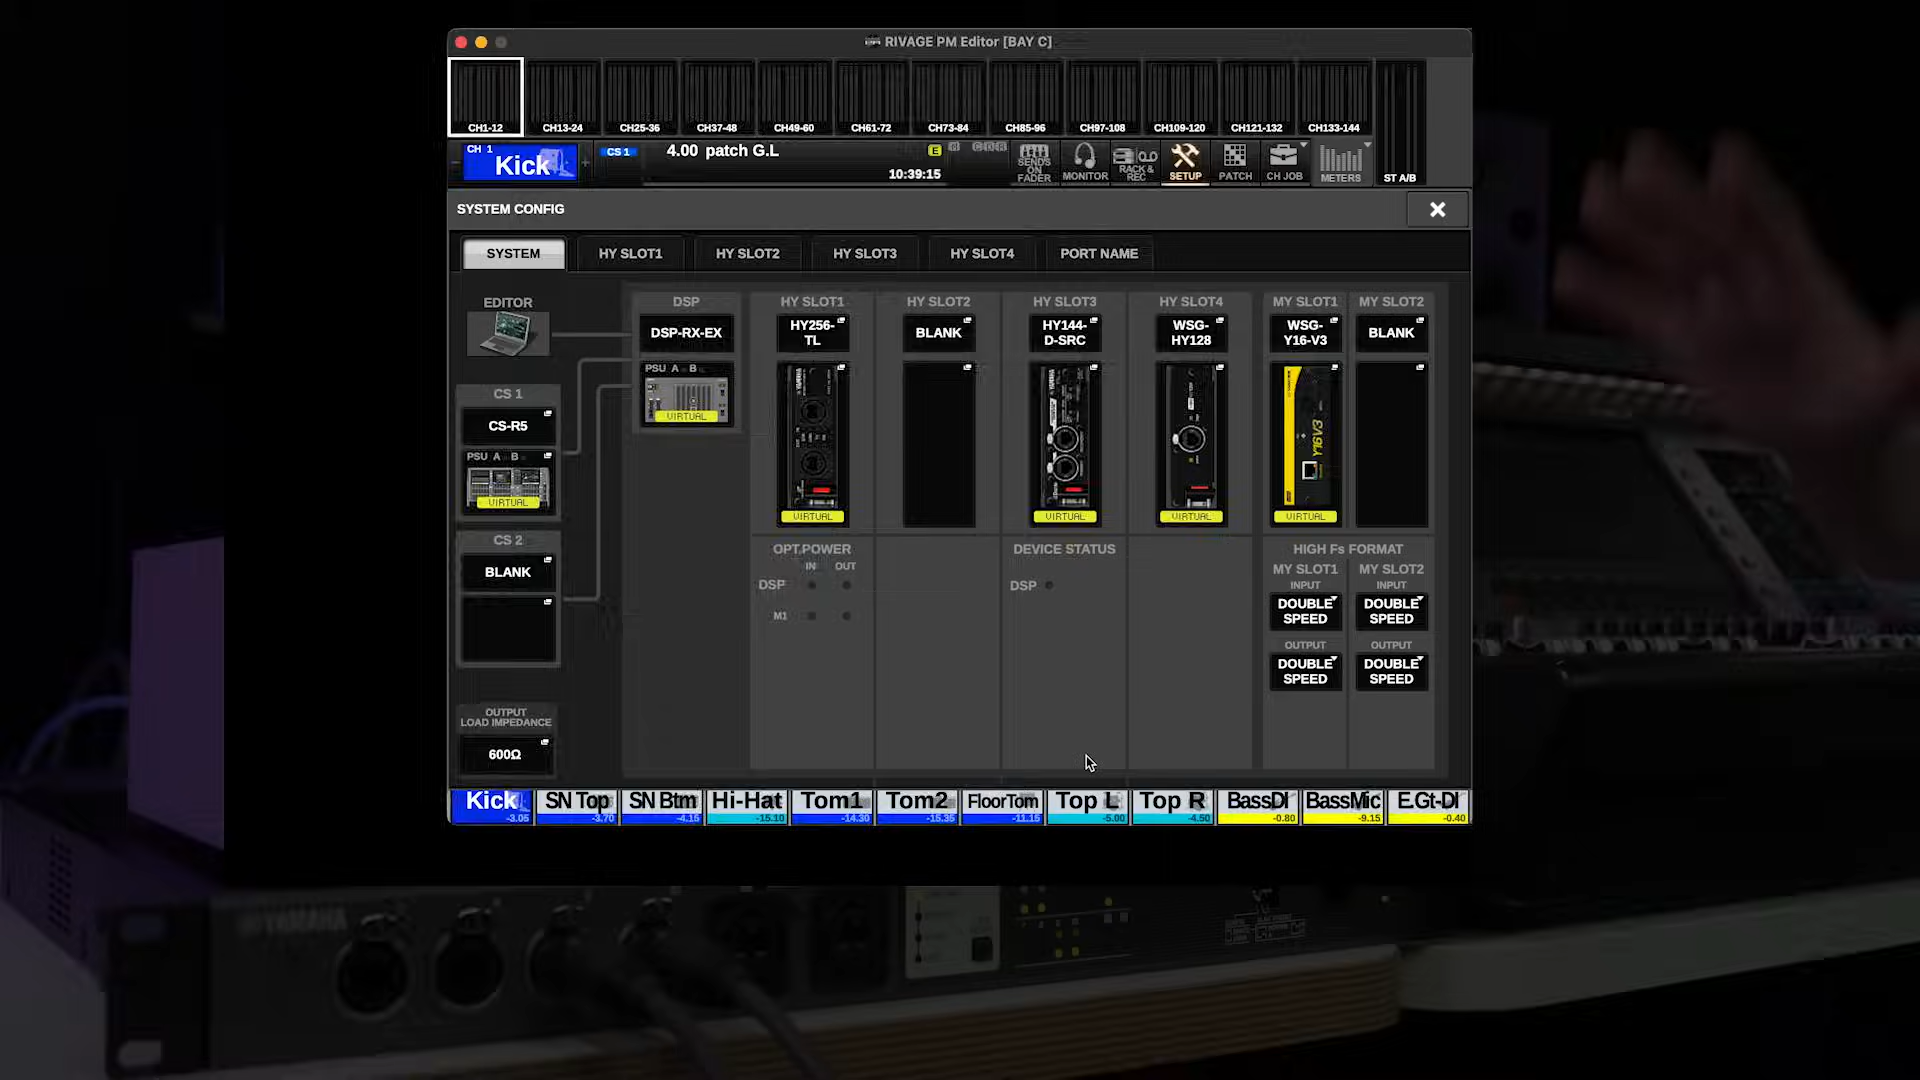 RIVAGE PM Editor [BAY C]
CH1-12 CH13-24 CH25-36 CH37-48 CH49-60 CH61-72 CH73-84 CH85-96 CH97-108 CH109-120 CH121-132 CH133-144
CH 1
Kick
CS 1
4.00 patch G.L
E
10:39:15
SENDS ON FADER
MONITOR
RACK & REC
SETUP
PATCH
CH JOB
METERS
ST A/B
SYSTEM CONFIG
SYSTEM HY SLOT1 HY SLOT2 HY SLOT3 HY SLOT4 PORT NAME
EDITOR
CS 1
CS-R5
PSU A B
VIRTUAL
CS 2
BLANK
OUTPUT
LOAD IMPEDANCE
600Ω
DSP
DSP-RX-EX
PSU A B
VIRTUAL
HY SLOT1
HY256-
TL
VIRTUAL
OPT.POWER
IN OUT
DSP
M1
HY SLOT2
BLANK
HY SLOT3
HY144-
D-SRC
VIRTUAL
DEVICE STATUS
DSP
HY SLOT4
WSG-
HY128
VIRTUAL
MY SLOT1
WSG-
Y16-V3
Y16V3
VIRTUAL
MY SLOT2
BLANK
HIGH Fs FORMAT
MY SLOT1 MY SLOT2
INPUT INPUT
DOUBLE DOUBLE
SPEED SPEED
OUTPUT OUTPUT
DOUBLE DOUBLE
SPEED SPEED
Kick SN Top SN Btm Hi-Hat Tom1 Tom2 FloorTom Top L Top R BassDI BassMic E.Gt-DI
-3.05 -3.70 -4.15 -15.10 -14.30 -15.35 -11.15 -5.00 -4.50 -0.80 -9.15 -0.40
YAMAHA